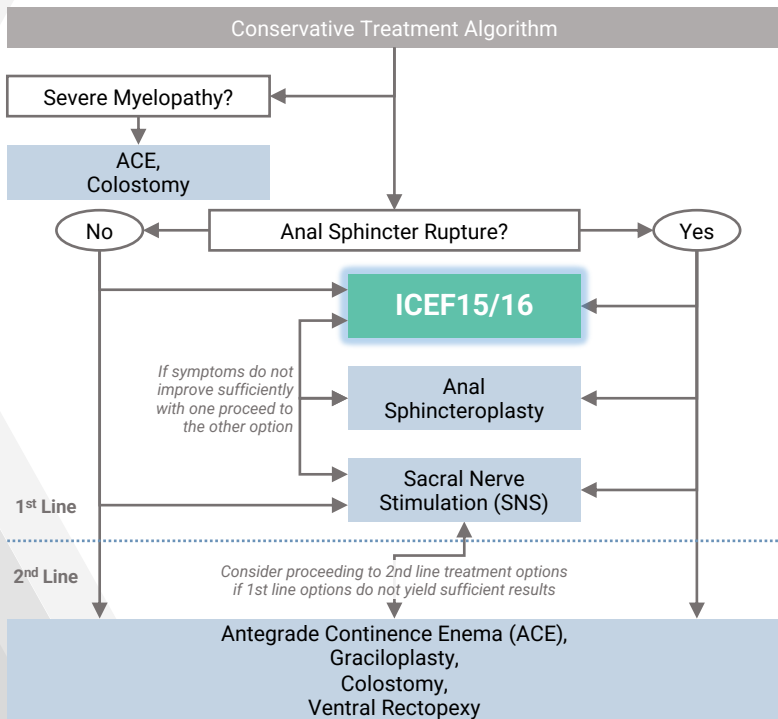 Conservative Treatment Algorithm
Severe Myelopathy?
ACE,
Colostomy
No
Anal Sphincter Rupture?
Yes
ICEF15/16
If symptoms do not
improve sufficiently
with one proceed to
the other option
Anal
Sphincteroplasty
Sacral Nerve
Stimulation (SNS)
1st Line
2nd Line
Consider proceeding to 2nd line treatment options
if 1st line options do not yield sufficient results
Antegrade Continence Enema (ACE),
Graciloplasty,
Colostomy,
Ventral Rectopexy